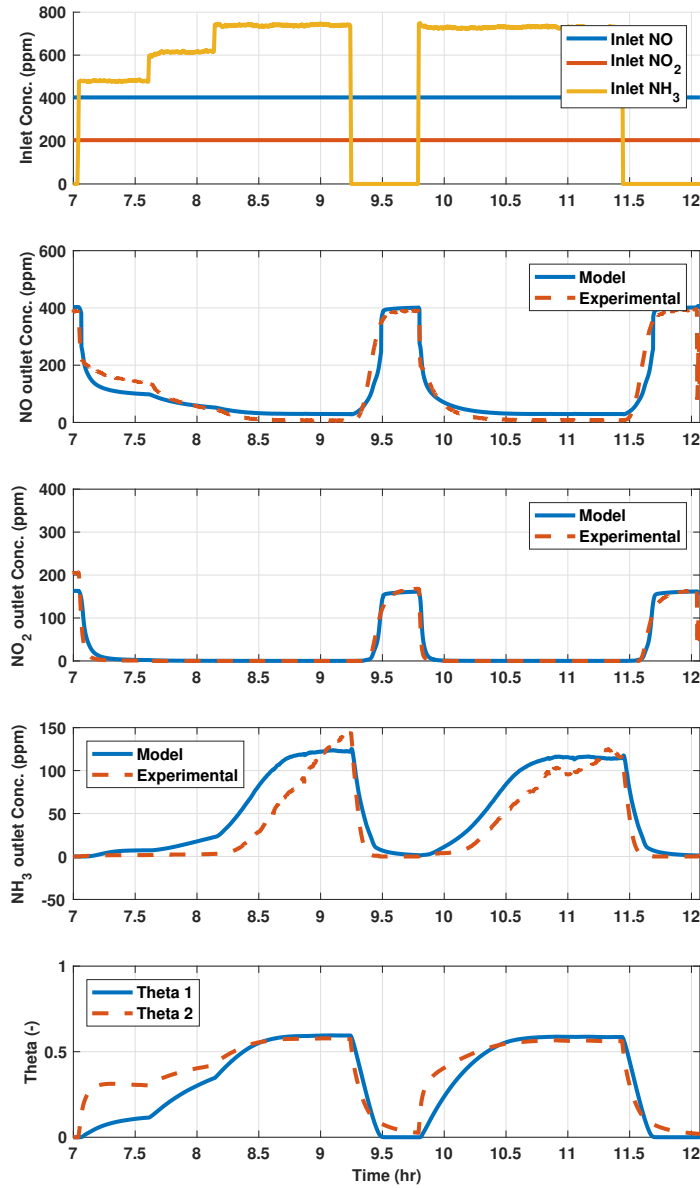 800
600
400
200
0
Inlet Conc. (ppm)
Inlet NO
Inlet NO2
Inlet NH3
7 7.5 8 8.5 9 9.5 10 10.5 11 11.5 12
600
400
200
0
NO outlet Conc. (ppm)
Model
Experimental
7 7.5 8 8.5 9 9.5 10 10.5 11 11.5 12
400
300
200
100
0
NO2 outlet Conc. (ppm)
Model
Experimental
7 7.5 8 8.5 9 9.5 10 10.5 11 11.5 12
150
100
50
0
-50
NH3 outlet Conc. (ppm)
Model
Experimental
7 7.5 8 8.5 9 9.5 10 10.5 11 11.5 12
1
0.5
0
Theta (-)
Theta 1
Theta 2
7 7.5 8 8.5 9 9.5 10 10.5 11 11.5 12
Time (hr)